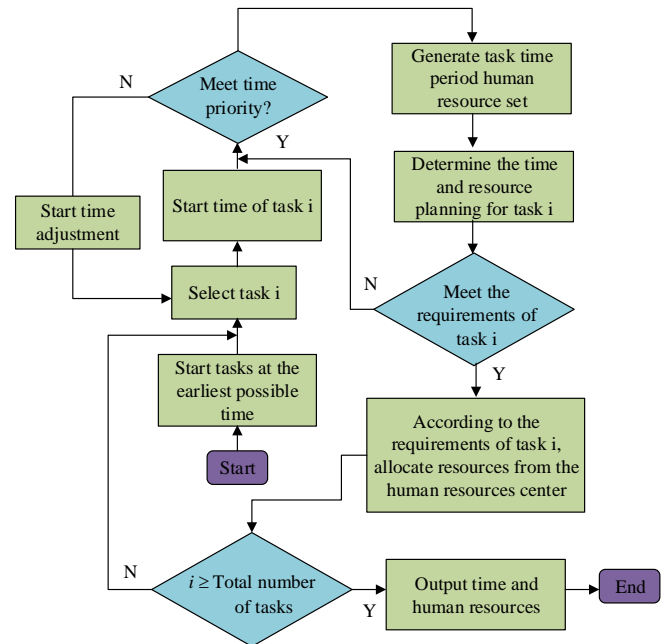 Generate task time
period human
resource set
N
Meet time
priority?
Y
Determine the time
and resource
planning for task i
Start time of task i
Start time
adjustment
N
Select task i
Meet the
requirements of
task i
Start tasks at the
earliest possible
time
Y
According to the
requirements of task i,
allocate resources from the
human resources center
Start
N
i ≥ Total number
of tasks
Y
Output time and
human resources
End